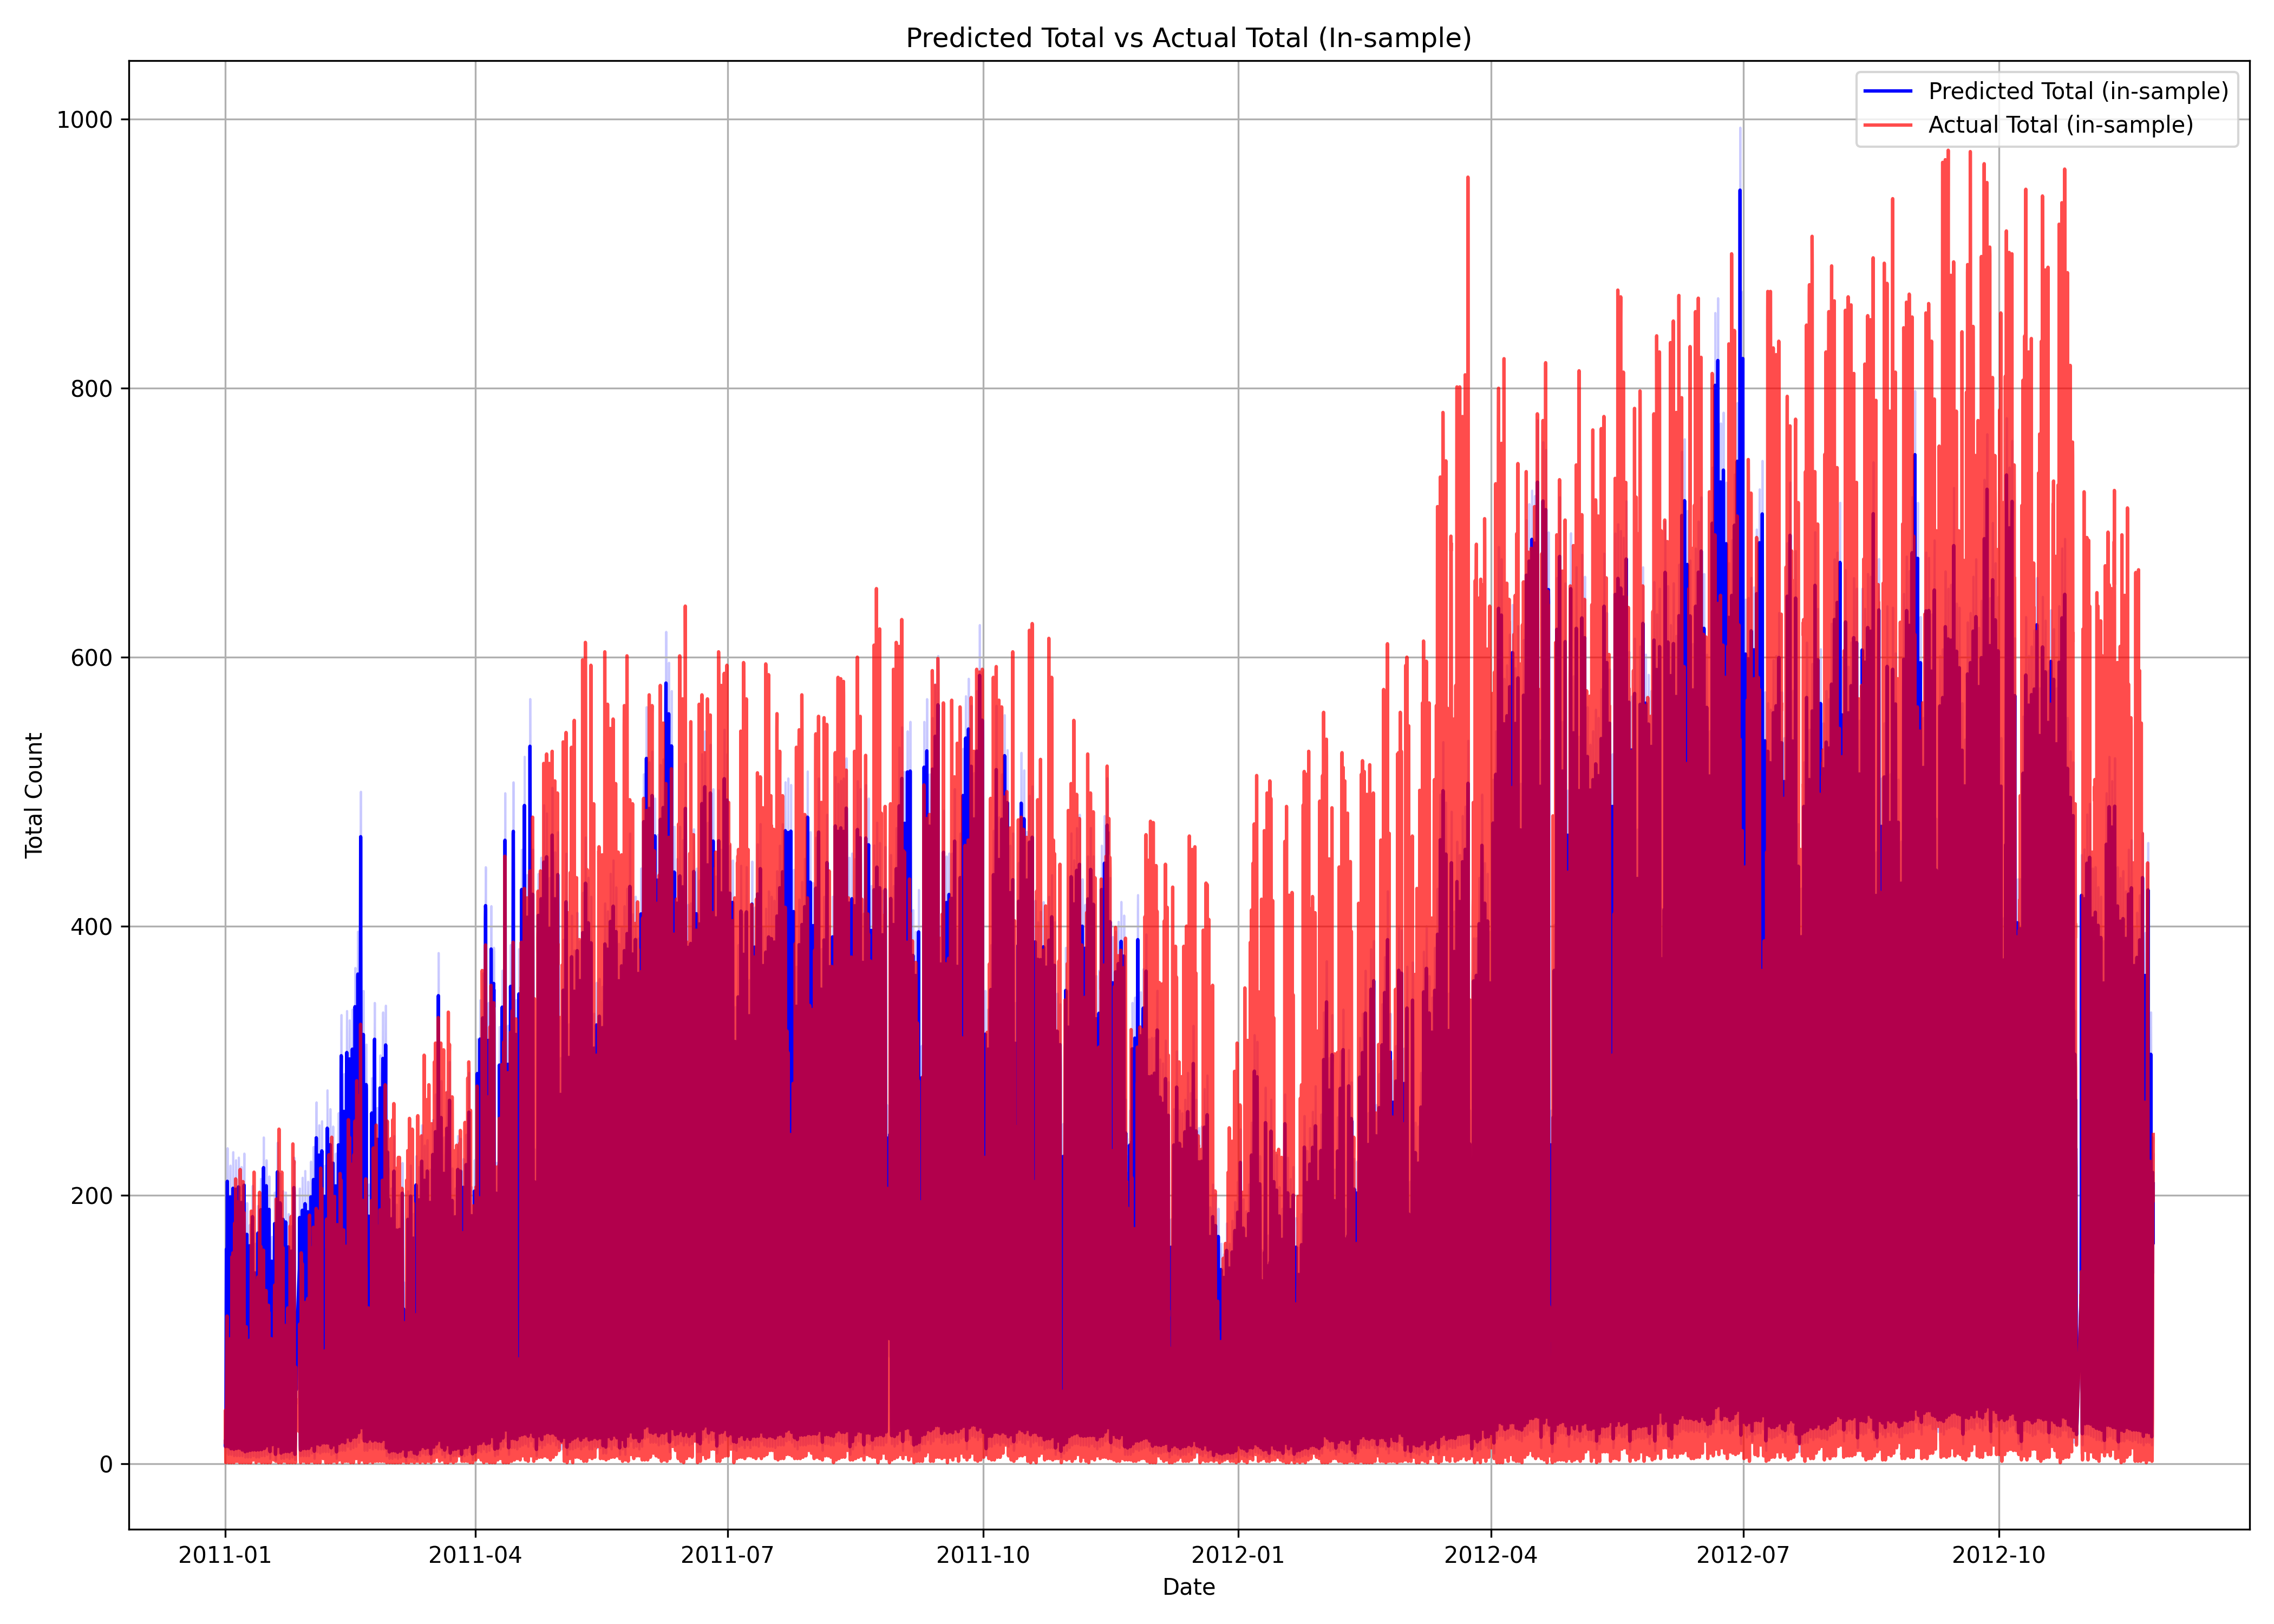 Predicted Total vs Actual Total (In-sample)
Predicted Total (in-sample)
Actual Total (in-sample)
Total Count
1000
800
600
400
200
0
2011-01 2011-04 2011-07 2011-10 2012-01 2012-04 2012-07 2012-10
Date